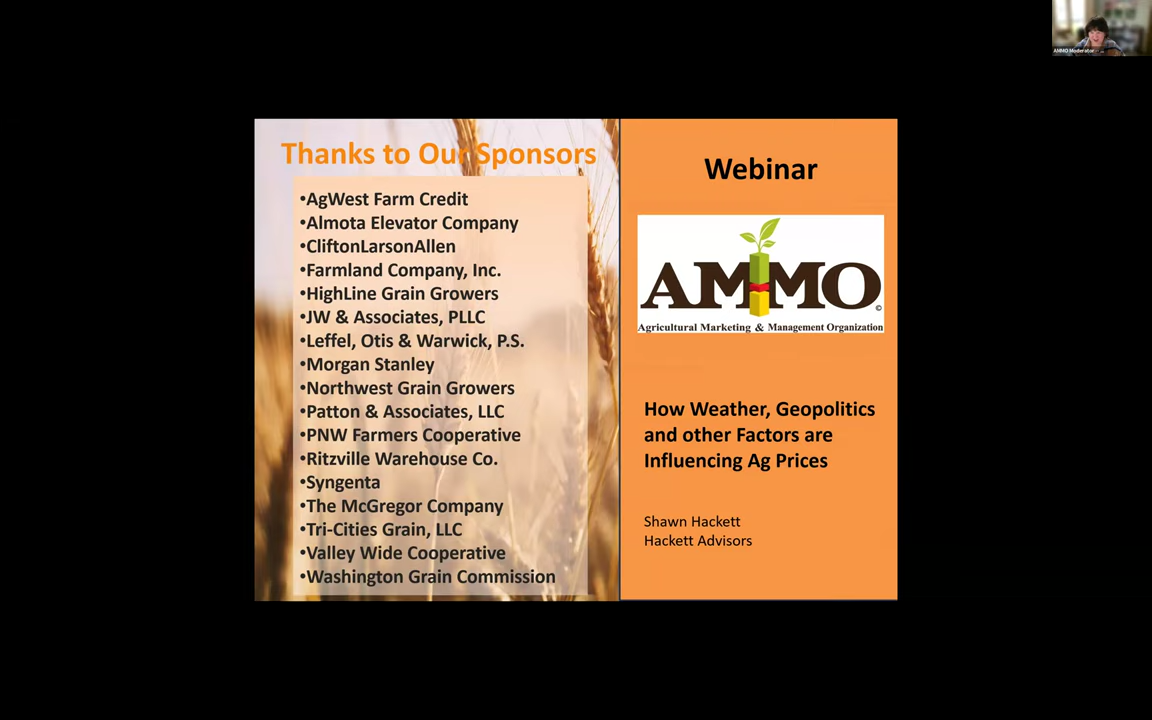 AMMO Moderator
Thanks to Our Sponsors
•AgWest Farm Credit
•Almota Elevator Company
•CliftonLarsonAllen
•Farmland Company, Inc.
•HighLine Grain Growers
•JW & Associates, PLLC
•Leffel, Otis & Warwick, P.S.
•Morgan Stanley
•Northwest Grain Growers
•Patton & Associates, LLC
•PNW Farmers Cooperative
•Ritzville Warehouse Co.
•Syngenta
•The McGregor Company
•Tri-Cities Grain, LLC
•Valley Wide Cooperative
•Washington Grain Commission
Webinar
AMMO©
Agricultural Marketing & Management Organization
How Weather, Geopolitics
and other Factors are
Influencing Ag Prices
Shawn Hackett
Hackett Advisors